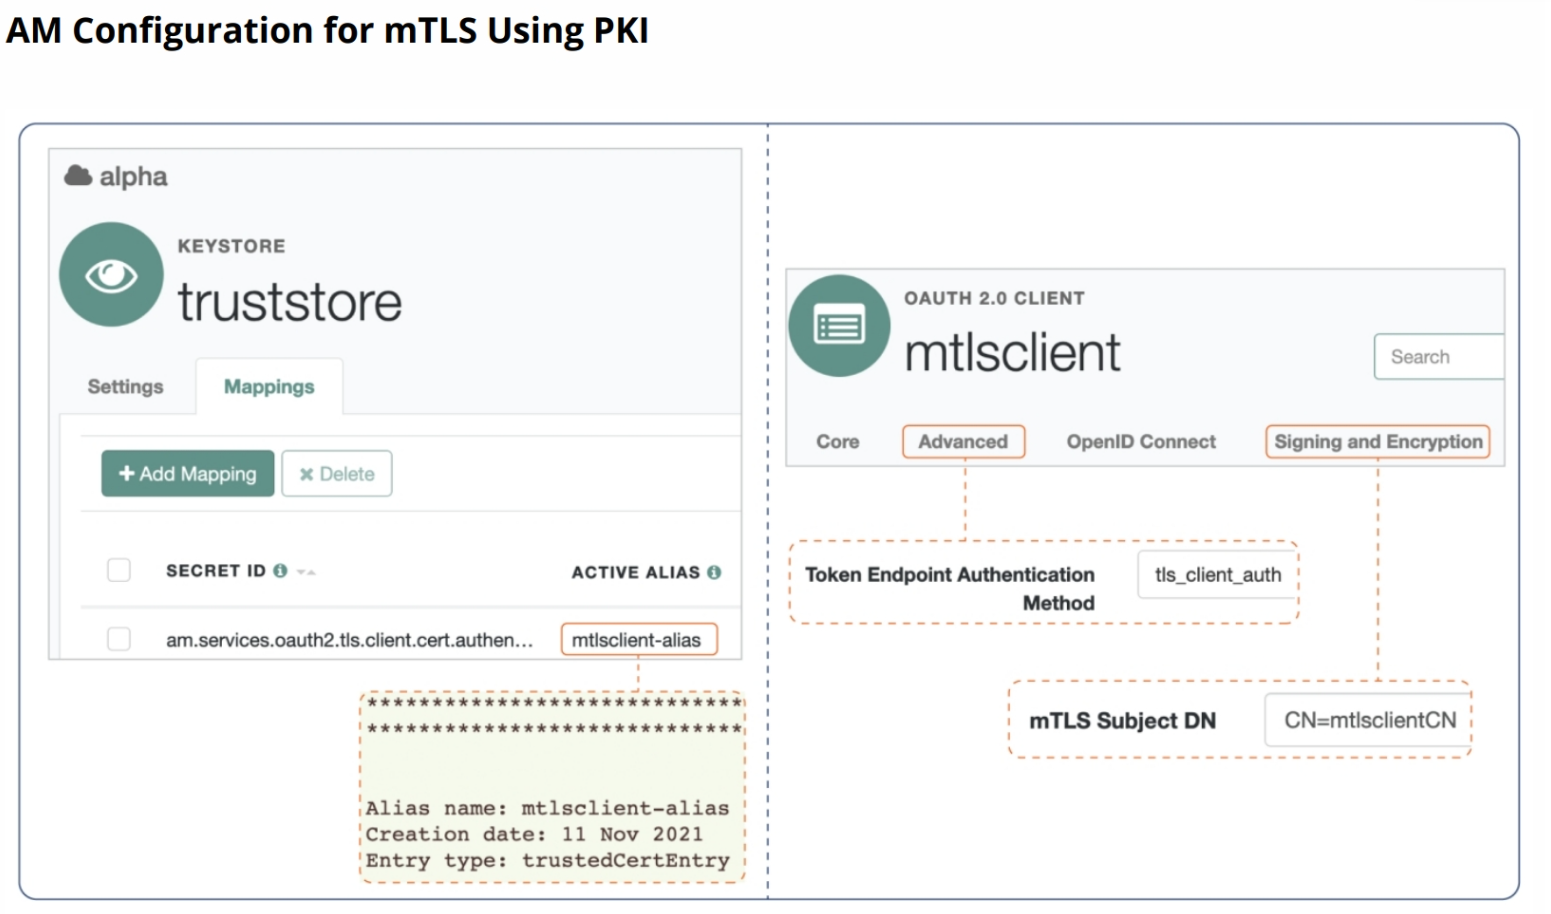 AM Configuration for mTLS Using PKI
alpha
KEYSTORE
truststore
Settings
Mappings
+ Add Mapping
× Delete
SECRET ID
ACTIVE ALIAS
am.services.oauth2.tls.client.cert.authen...
mtlsclient-alias
*****************************
*****************************
Alias name: mtlsclient-alias
Creation date: 11 Nov 2021
Entry type: trustedCertEntry
OAUTH 2.0 CLIENT
mtlsclient
Search
Core
Advanced
OpenID Connect
Signing and Encryption
Token Endpoint Authentication
Method
tls_client_auth
mTLS Subject DN
CN=mtlsclientCN